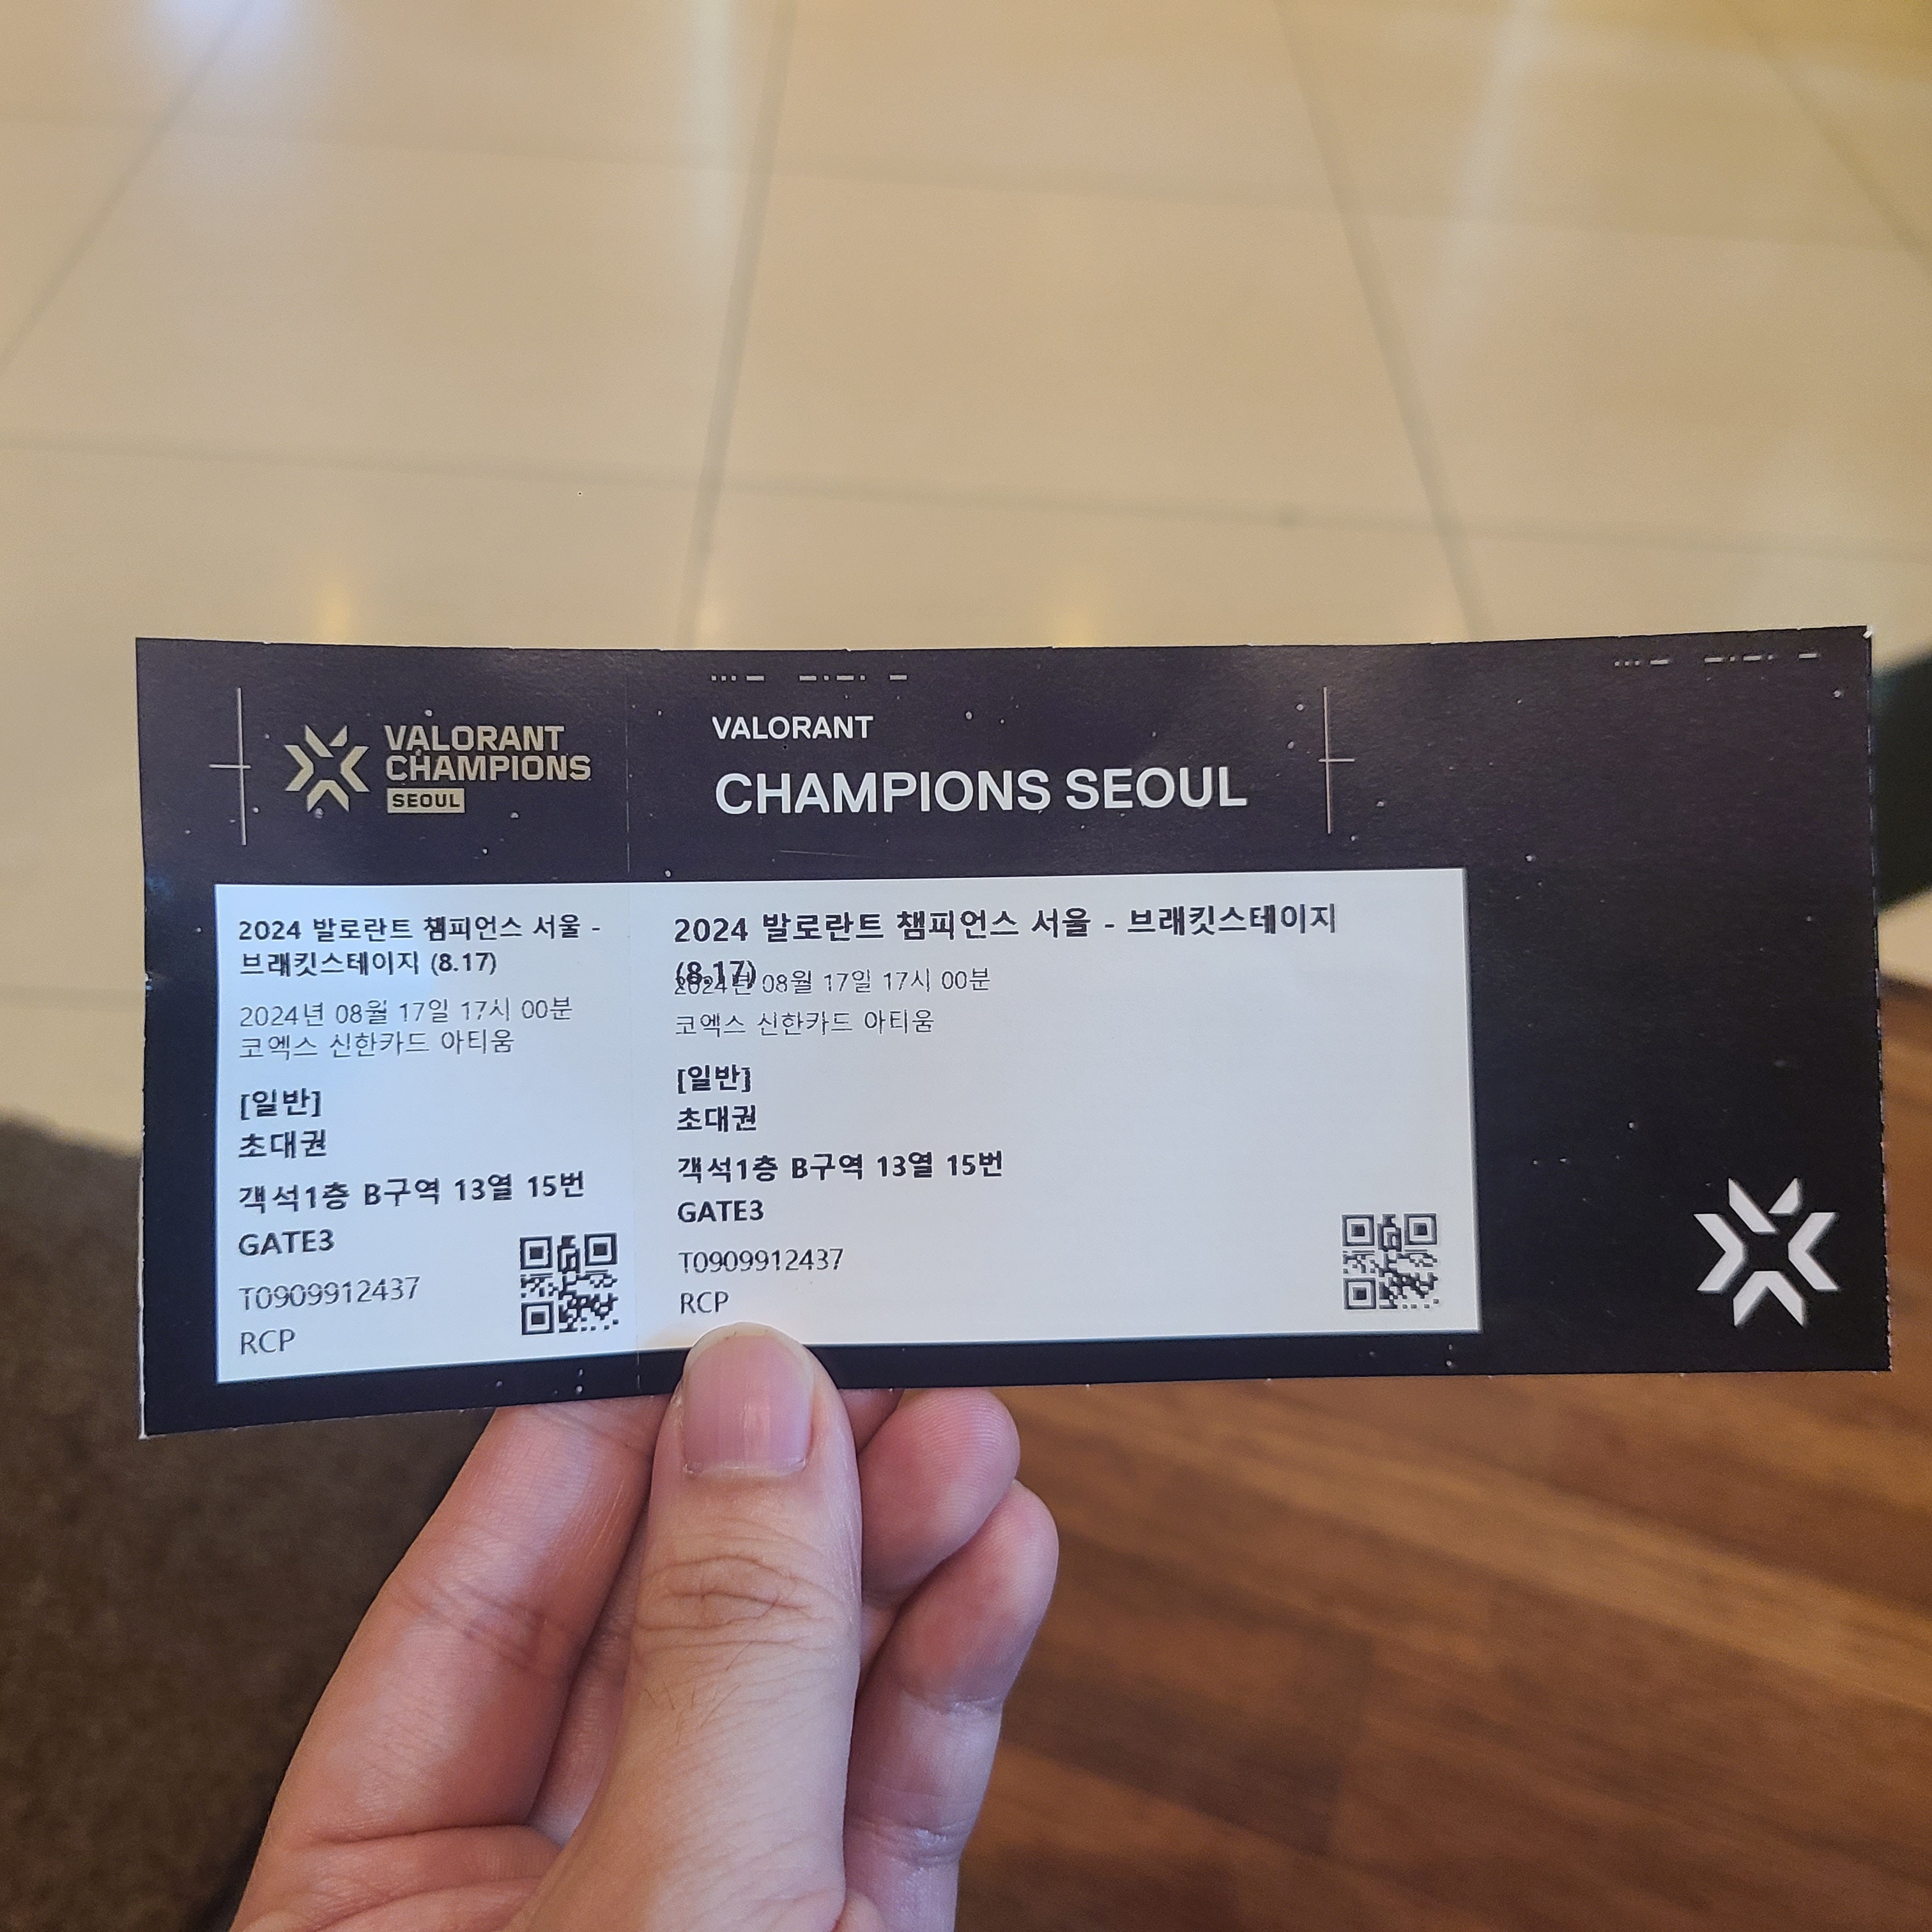 VALORANT
CHAMPIONS
SEOUL
2024 발로란트 챔피언스 서울 -
브래킷스테이지 (8.17)
2024년 08월 17일 17시 00분
코엑스 신한카드 아티움
[일반]
초대권
객석1층 B구역 13열 15번
GATE3
T0909912437
RCP
VALORANT
CHAMPIONS SEOUL
2024 발로란트 챔피언스 서울 - 브래킷스테이지
(8.17)
2024년 08월 17일 17시 00분
코엑스 신한카드 아티움
[일반]
초대권
객석1층 B구역 13열 15번
GATE3
T0909912437
RCP